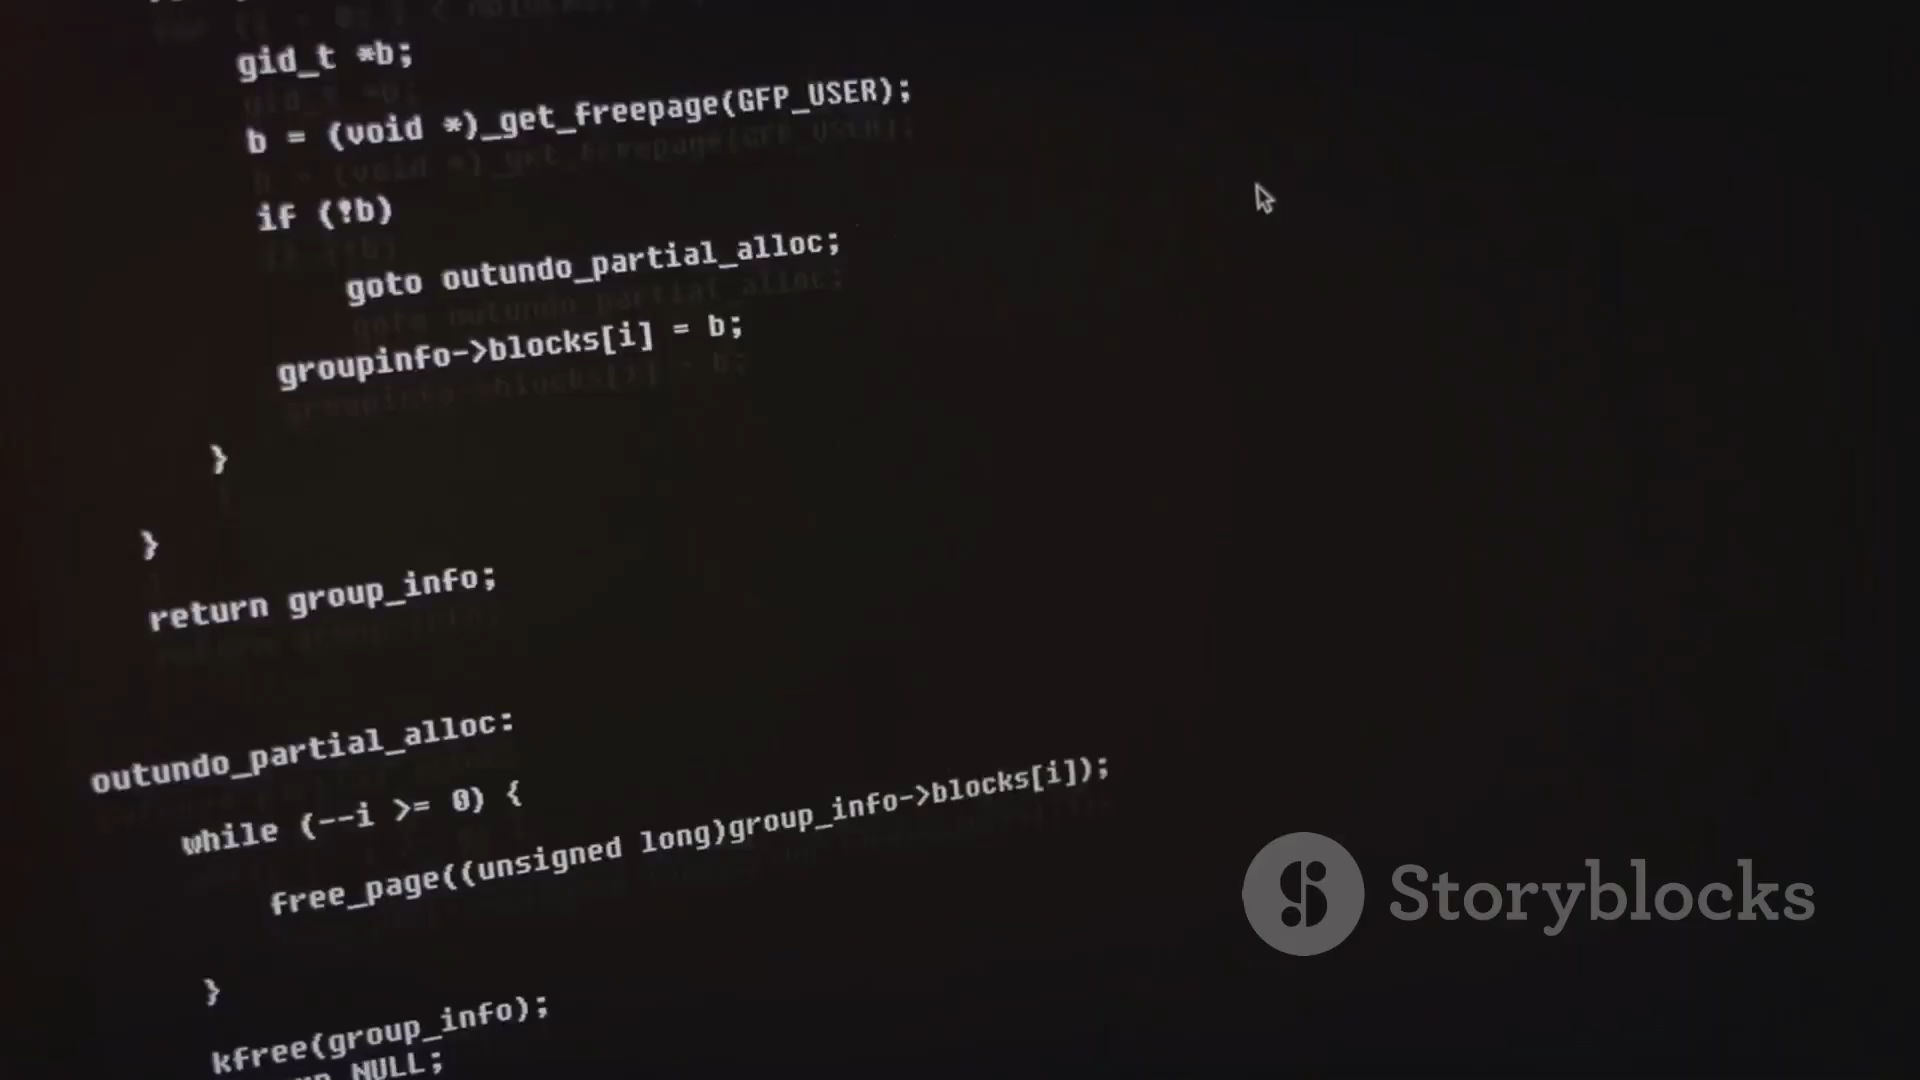 gid_t *b;
b = (void *)_get_freepage(GFP_USER);
if (!b)
goto outundo_partial_alloc;
groupinfo->blocks[i] = b;
}
}
return group_info;
outundo_partial_alloc:
while (--i >= 0) {
free_page((unsigned long)group_info->blocks[i]);
}
kfree(group_info);
NULL;
Storyblocks